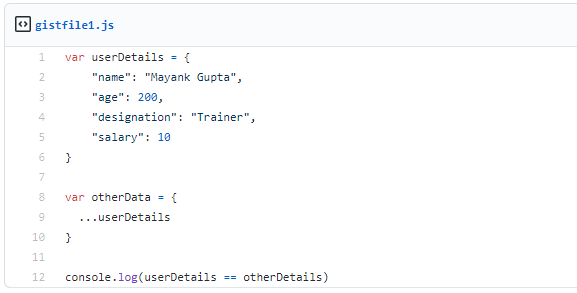 gistfile1.js
1 var userDetails = {
2 "name": "Mayank Gupta",
3 "age": 200,
4 "designation": "Trainer",
5 "salary": 10
6 }
7
8 var otherData = {
9 ...userDetails
10 }
11
12 console.log(userDetails == otherDetails)